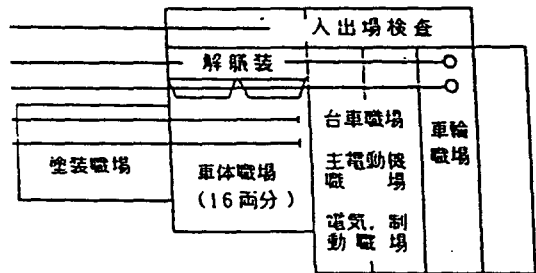 入出場検査
解艤装
台車職場
車輪
職場
主電動機
職場
塗装職場
車体職場
(16両分)
電気,制
動職場